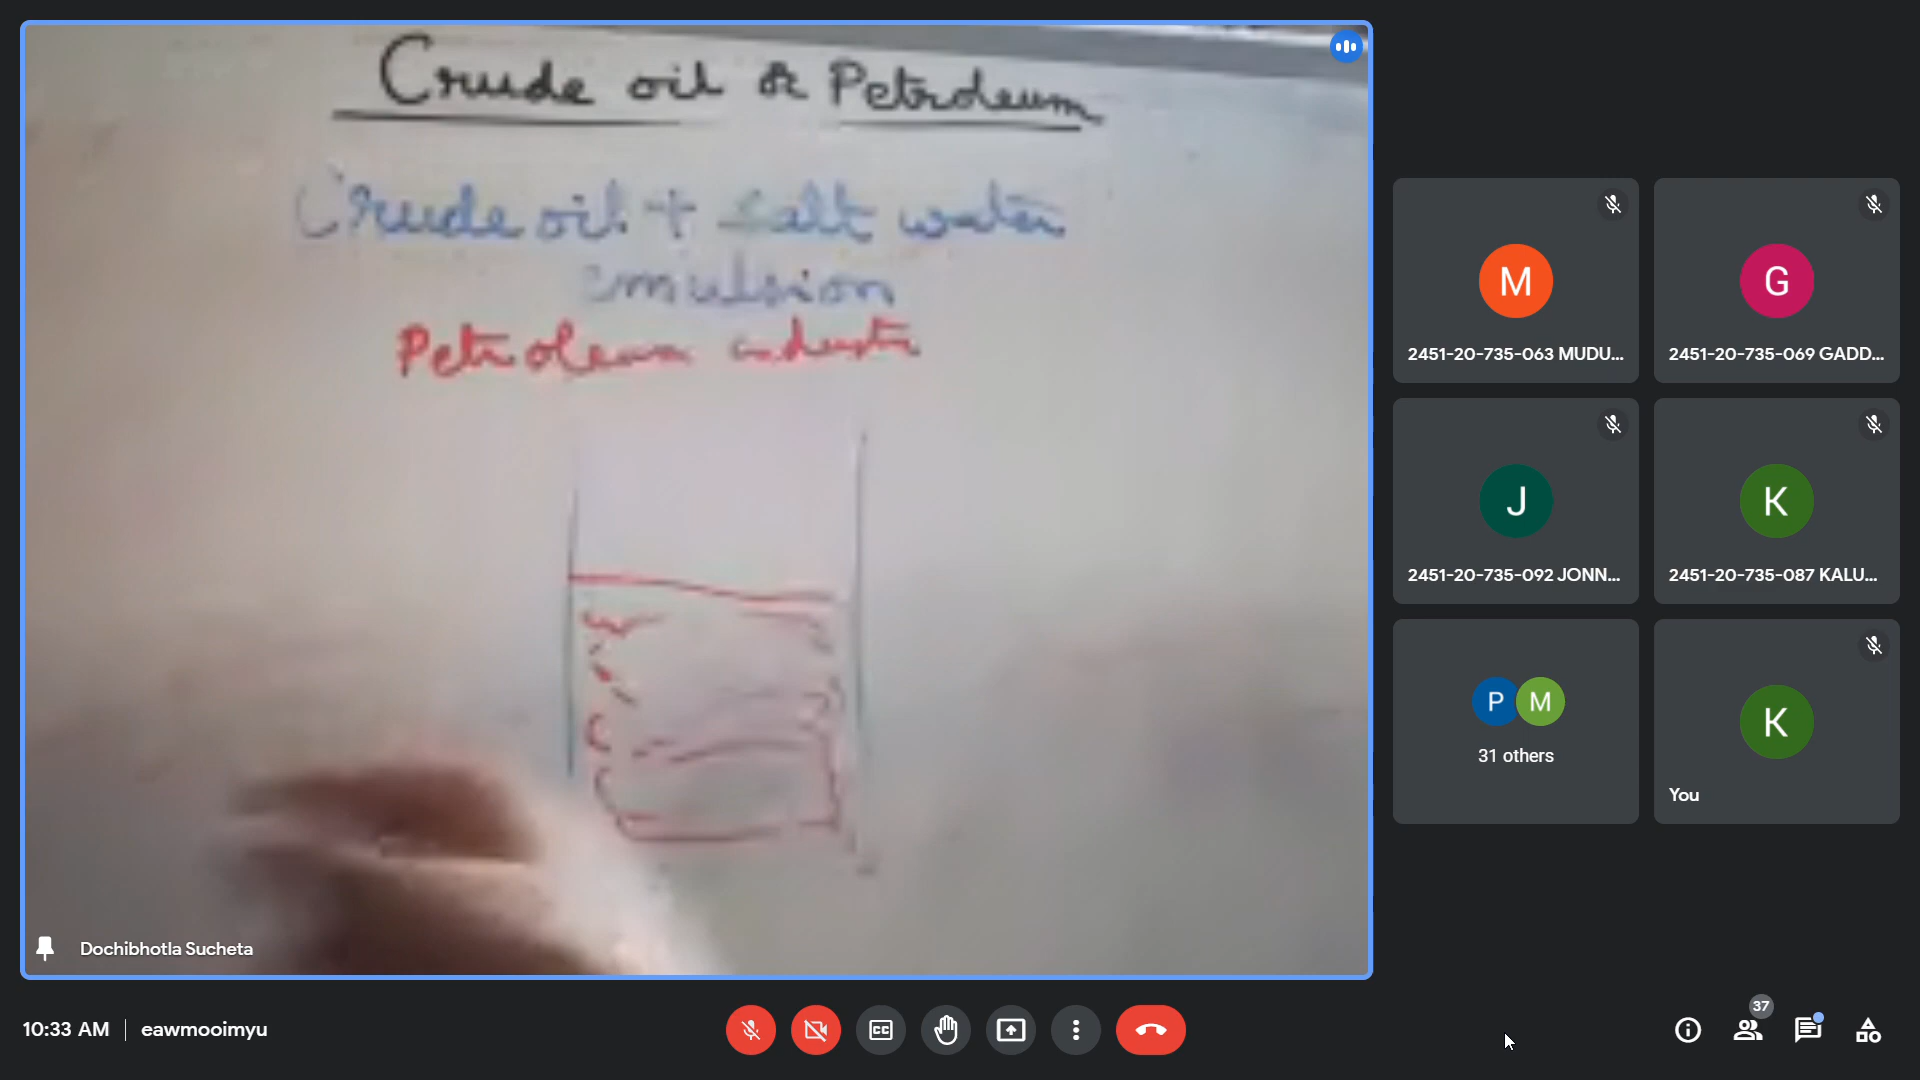 Crude oil or Petroleum
Crude oil + salt water
emulsion
Petroleum
Dochibhotla Sucheta
M
2451-20-735-063 MUDU...
G
2451-20-735-069 GADD...
J
2451-20-735-092 JONN...
K
2451-20-735-087 KALU...
P M
31 others
K
You
10:33 AM | eawmooimyu
CC
37